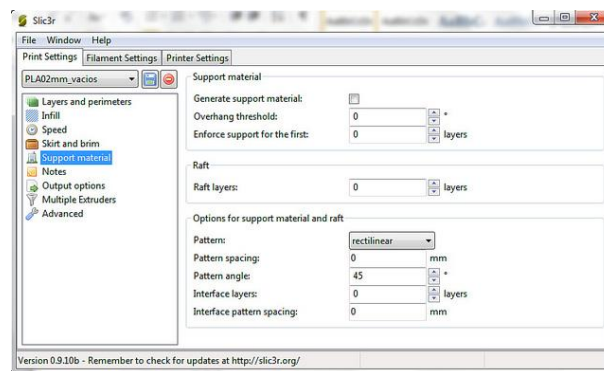 Slic3r
File Window Help
Print Settings Filament Settings Printer Settings
PLA02mm_vacios
Layers and perimeters
Infill
Speed
Skirt and brim
Support material
Notes
Output options
Multiple Extruders
Advanced
Support material
Generate support material:
Overhang threshold: 0 °
Enforce support for the first: 0 layers
Raft
Raft layers: 0 layers
Options for support material and raft
Pattern: rectilinear
Pattern spacing: 0 mm
Pattern angle: 45 °
Interface layers: 0 layers
Interface pattern spacing: 0 mm
Version 0.9.10b - Remember to check for updates at http://slic3r.org/